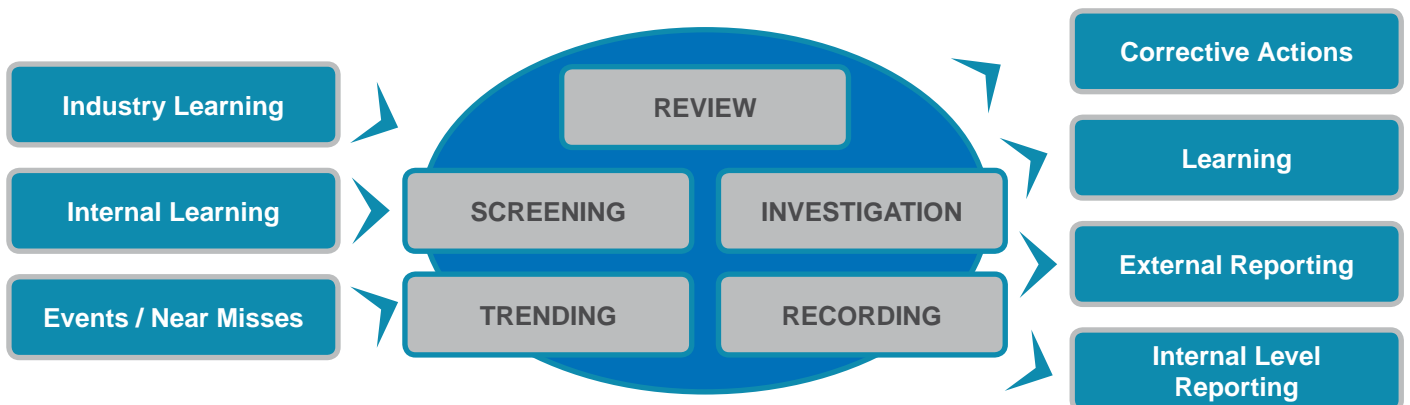 Industry Learning
Internal Learning
Events / Near Misses
REVIEW
SCREENING
INVESTIGATION
TRENDING
RECORDING
Corrective Actions
Learning
External Reporting
Internal Level
Reporting